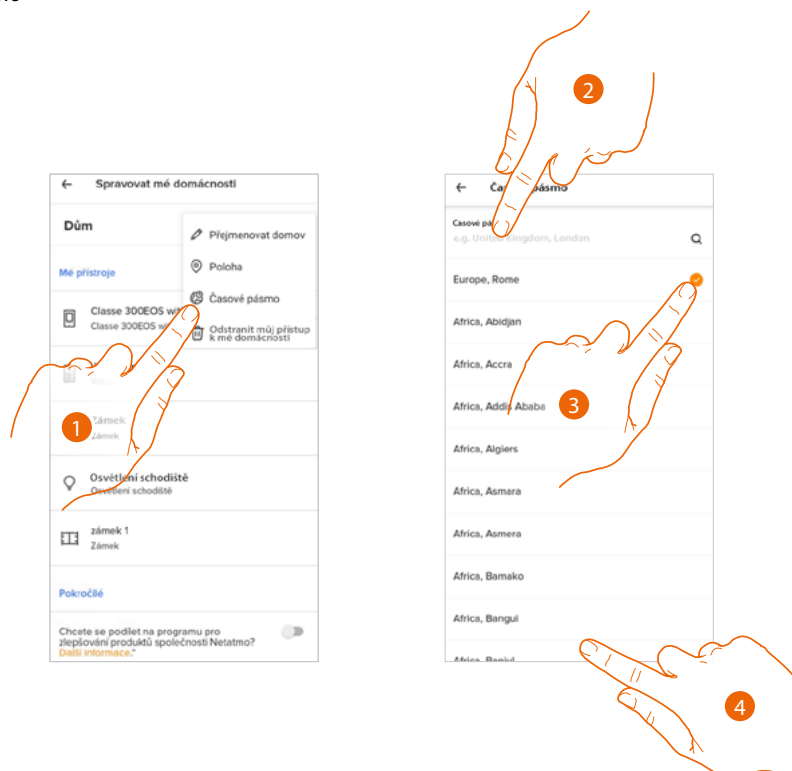 ← Spravovat mé domácnosti
Dům
Přejmenovat domov
Poloha
Časové pásmo
Odstranit můj přístup
k mé domácnosti
Mé přístroje
Classe 300EOS
Classe 300EOS
1
Zámek
Zámek
Osvětlení schodiště
Osvětlení schodiště
zámek 1
Zámek
Pokročilé
Chcete se podílet na programu pro
zlepšování produktů společnosti Netatmo?
Další informace."
2
← pásmo
Časové
e.g. United Kingdom, London
Europe, Rome
Africa, Abidjan
Africa, Accra
Africa, Addis Ababa
3
Africa, Algiers
Africa, Asmara
Africa, Asmera
Africa, Bamako
Africa, Bangui
Africa, Banjul
4